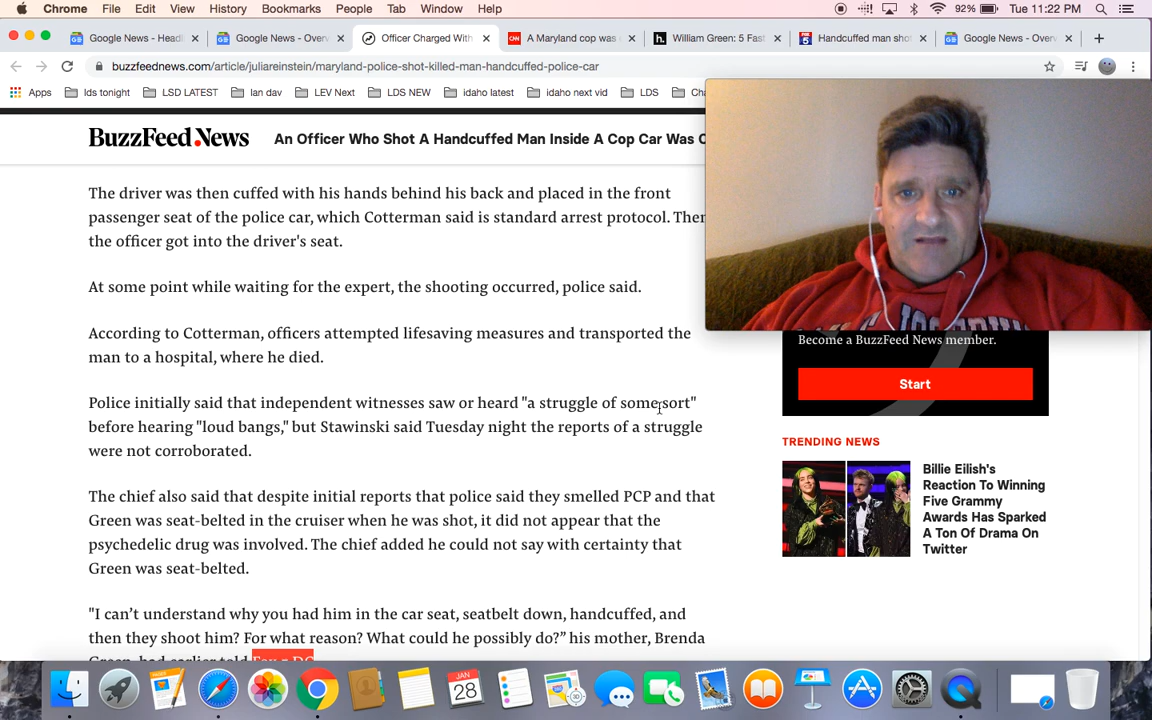 Chrome File Edit View History Bookmarks People Tab Window Help 92% Tue 11:22 PM
Google News - Headl Google News - Overv Officer Charged With A Maryland cop was William Green: 5 Fast Handcuffed man shot Google News - Overv
buzzfeednews.com/article/juliareinstein/maryland-police-shot-killed-man-handcuffed-police-car
Apps lds tonight LSD LATEST Ian dav LEV Next LDS NEW idaho latest idaho next vid LDS
BuzzFeed.News An Officer Who Shot A Handcuffed Man Inside A Cop Car Was
The driver was then cuffed with his hands behind his back and placed in the front
passenger seat of the police car, which Cotterman said is standard arrest protocol. Then
the officer got into the driver's seat.
At some point while waiting for the expert, the shooting occurred, police said.
According to Cotterman, officers attempted lifesaving measures and transported the
man to a hospital, where he died.
Police initially said that independent witnesses saw or heard "a struggle of some sort"
before hearing "loud bangs," but Stawinski said Tuesday night the reports of a struggle
were not corroborated.
The chief also said that despite initial reports that police said they smelled PCP and that
Green was seat-belted in the cruiser when he was shot, it did not appear that the
psychedelic drug was involved. The chief added he could not say with certainty that
Green was seat-belted.
"I can't understand why you had him in the car seat, seatbelt down, handcuffed, and
then they shoot him? For what reason? What could he possibly do?” his mother, Brenda
Green, had earlier told Fox 5 DC
Become a BuzzFeed News member.
Start
TRENDING NEWS
Billie Eilish's
Reaction To Winning
Five Grammy
Awards Has Sparked
A Ton Of Drama On
Twitter
JAN
28